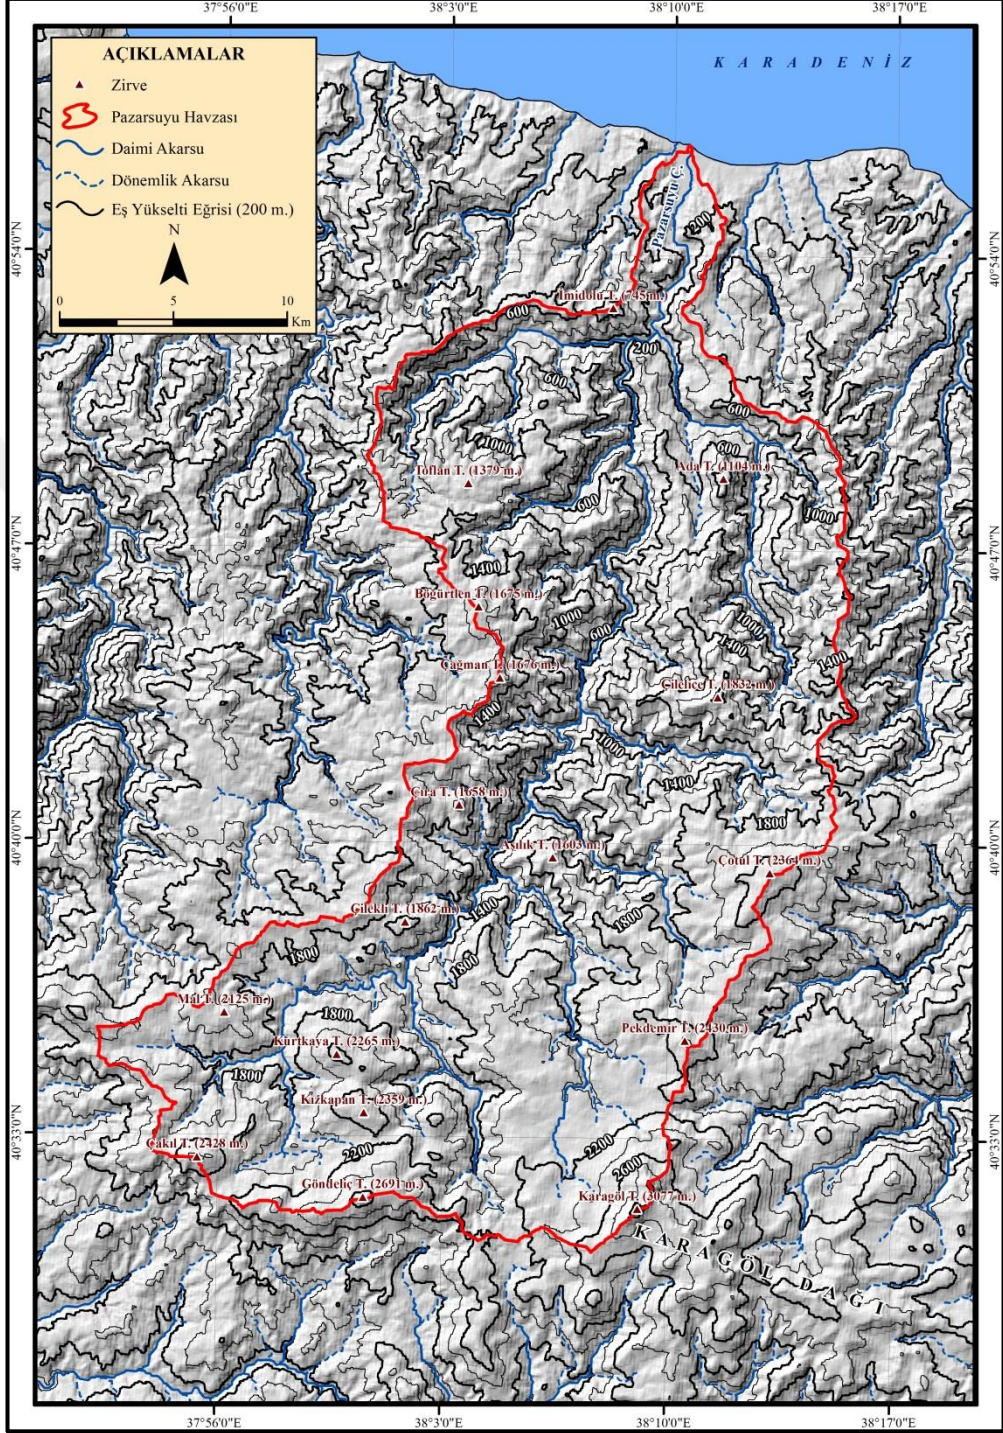 37°56'0"E 38°3'0"E 38°10'0"E 38°17'0"E
AÇIKLAMALAR
Zirve
Pazarsuyu Havzası
Daimi Akarsu
Dönemlik Akarsu
Eş Yükselti Eğrisi (200 m.)
N
0 5 10
Km
KARADENİZ
Pazarsuyu Ç.
200
40°54'0"N 40°54'0"N
İmidolu T. (745 m.)
600
200
600
600
1000
600
Toflan T. (1379 m.)
Ada T. (1104 m.)
600
1000
40°47'0"N 40°47'0"N
1400
Böğürtlen T. (1675 m.)
1000
600
1000
1400
1400
Çağman T. (1676 m.)
Çileliçe T. (1832 m.)
1400
1000
1400
Çıra T. (1658 m.)
1800
40°40'0"N 40°40'0"N
Aşılık T. (1603 m.)
Çotul T. (2364 m.)
Çilekli T. (1862 m.)
1400
1800
1800
1800
Mal T. (2125 m.)
1800
Pekdemir T. (2430 m.)
Kurtkaya T. (2265 m.)
1800
Kızkapan T. (2359 m.)
40°33'0"N 40°33'0"N
Çakıl T. (2428 m.)
2200
2200
2600
Göndeliç T. (2691 m.)
Karagöl T. (3077 m.)
KARAGÖL DAĞI
37°56'0"E 38°3'0"E 38°10'0"E 38°17'0"E